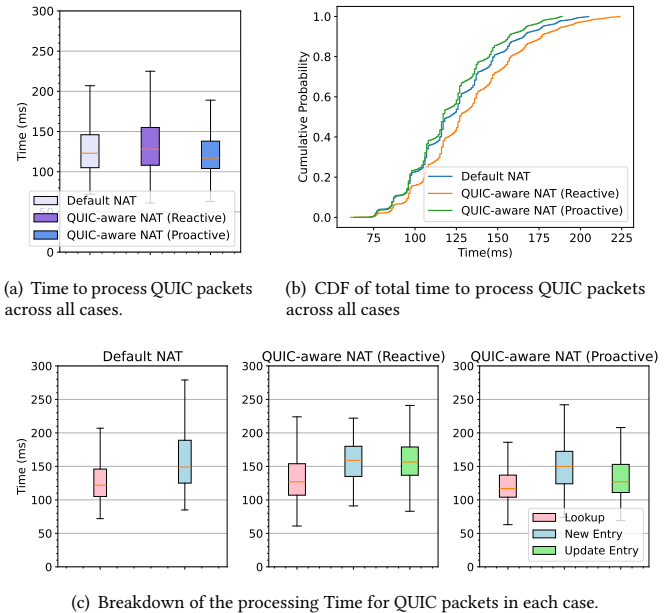 300
250
200
150
100
50
0
Time (ms)
Default NAT
QUIC-aware NAT (Reactive)
QUIC-aware NAT (Proactive)
1.0
0.8
0.6
0.4
0.2
0.0
Cumulative Probability
Default NAT
QUIC-aware NAT (Reactive)
QUIC-aware NAT (Proactive)
75 100 125 150 175 200 225
Time(ms)
(a) Time to process QUIC packets
across all cases.
(b) CDF of total time to process QUIC packets
across all cases
Default NAT
300
250
200
150
100
50
0
Time (ms)
QUIC-aware NAT (Reactive)
300
250
200
150
100
50
0
QUIC-aware NAT (Proactive)
300
250
200
150
100
50
0
Lookup
New Entry
Update Entry
(c) Breakdown of the processing Time for QUIC packets in each case.